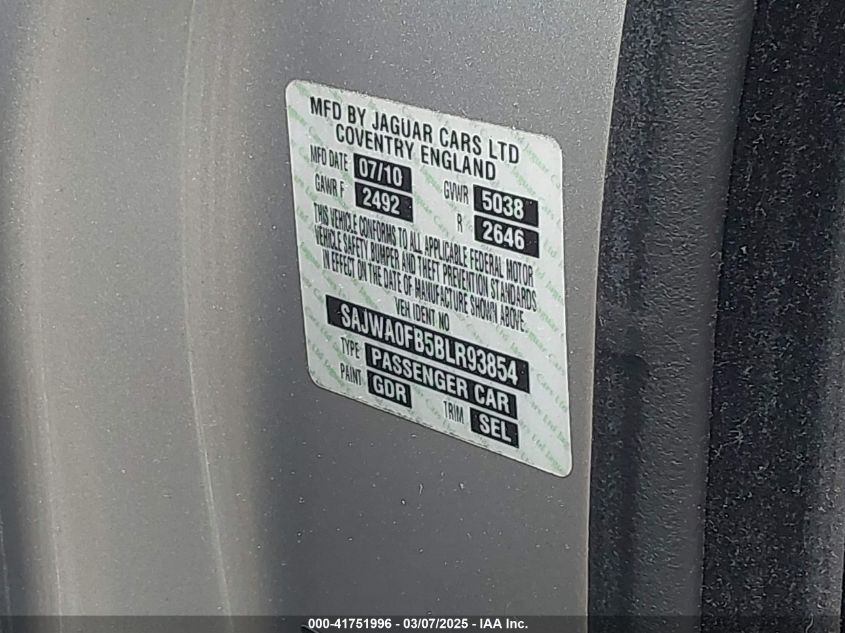 MFD BY JAGUAR CARS LTD
COVENTRY ENGLAND
MFD DATE 07/10 GVWR 5038
GAWR F 2492 R 2646
THIS VEHICLE CONFORMS TO ALL APPLICABLE FEDERAL MOTOR
VEHICLE SAFETY BUMPER AND THEFT PREVENTION STANDARDS
IN EFFECT ON THE DATE OF MANUFACTURE SHOWN ABOVE.
VEH IDENT NO
SAJWA0FB5BLR93854
TYPE PASSENGER CAR
PAINT GDR TRIM SEL
000-41751996 - 03/07/2025 - IAA Inc.